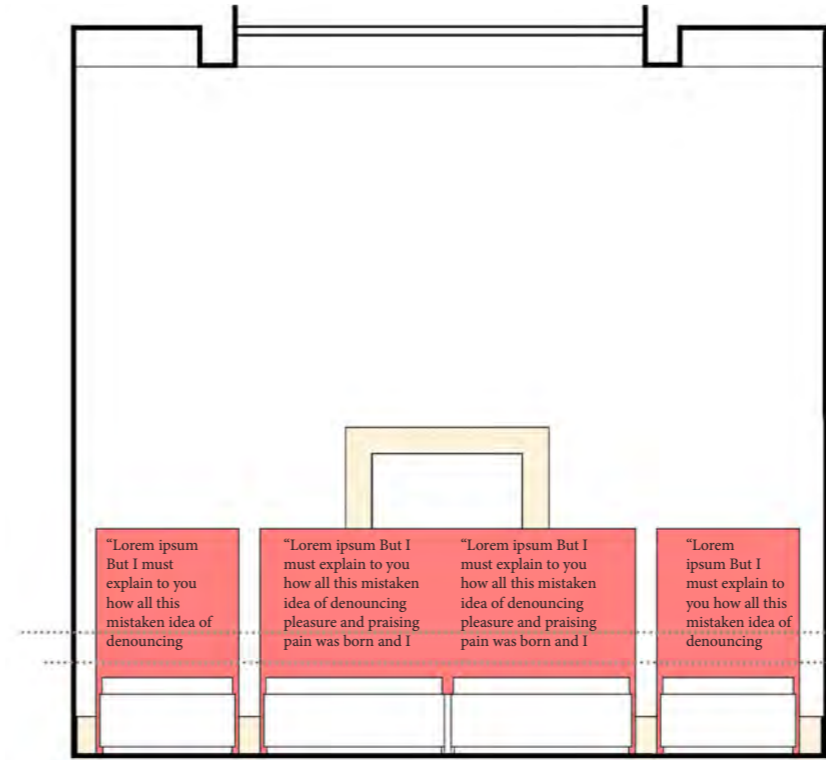 “Lorem ipsum
But I must
explain to you
how all this
mistaken idea of
denouncing
“Lorem ipsum But I
must explain to you
how all this mistaken
idea of denouncing
pleasure and praising
pain was born and I
“Lorem ipsum But I
must explain to you
how all this mistaken
idea of denouncing
pleasure and praising
pain was born and I
“Lorem
ipsum But I
must explain to
you how all this
mistaken idea of
denouncing